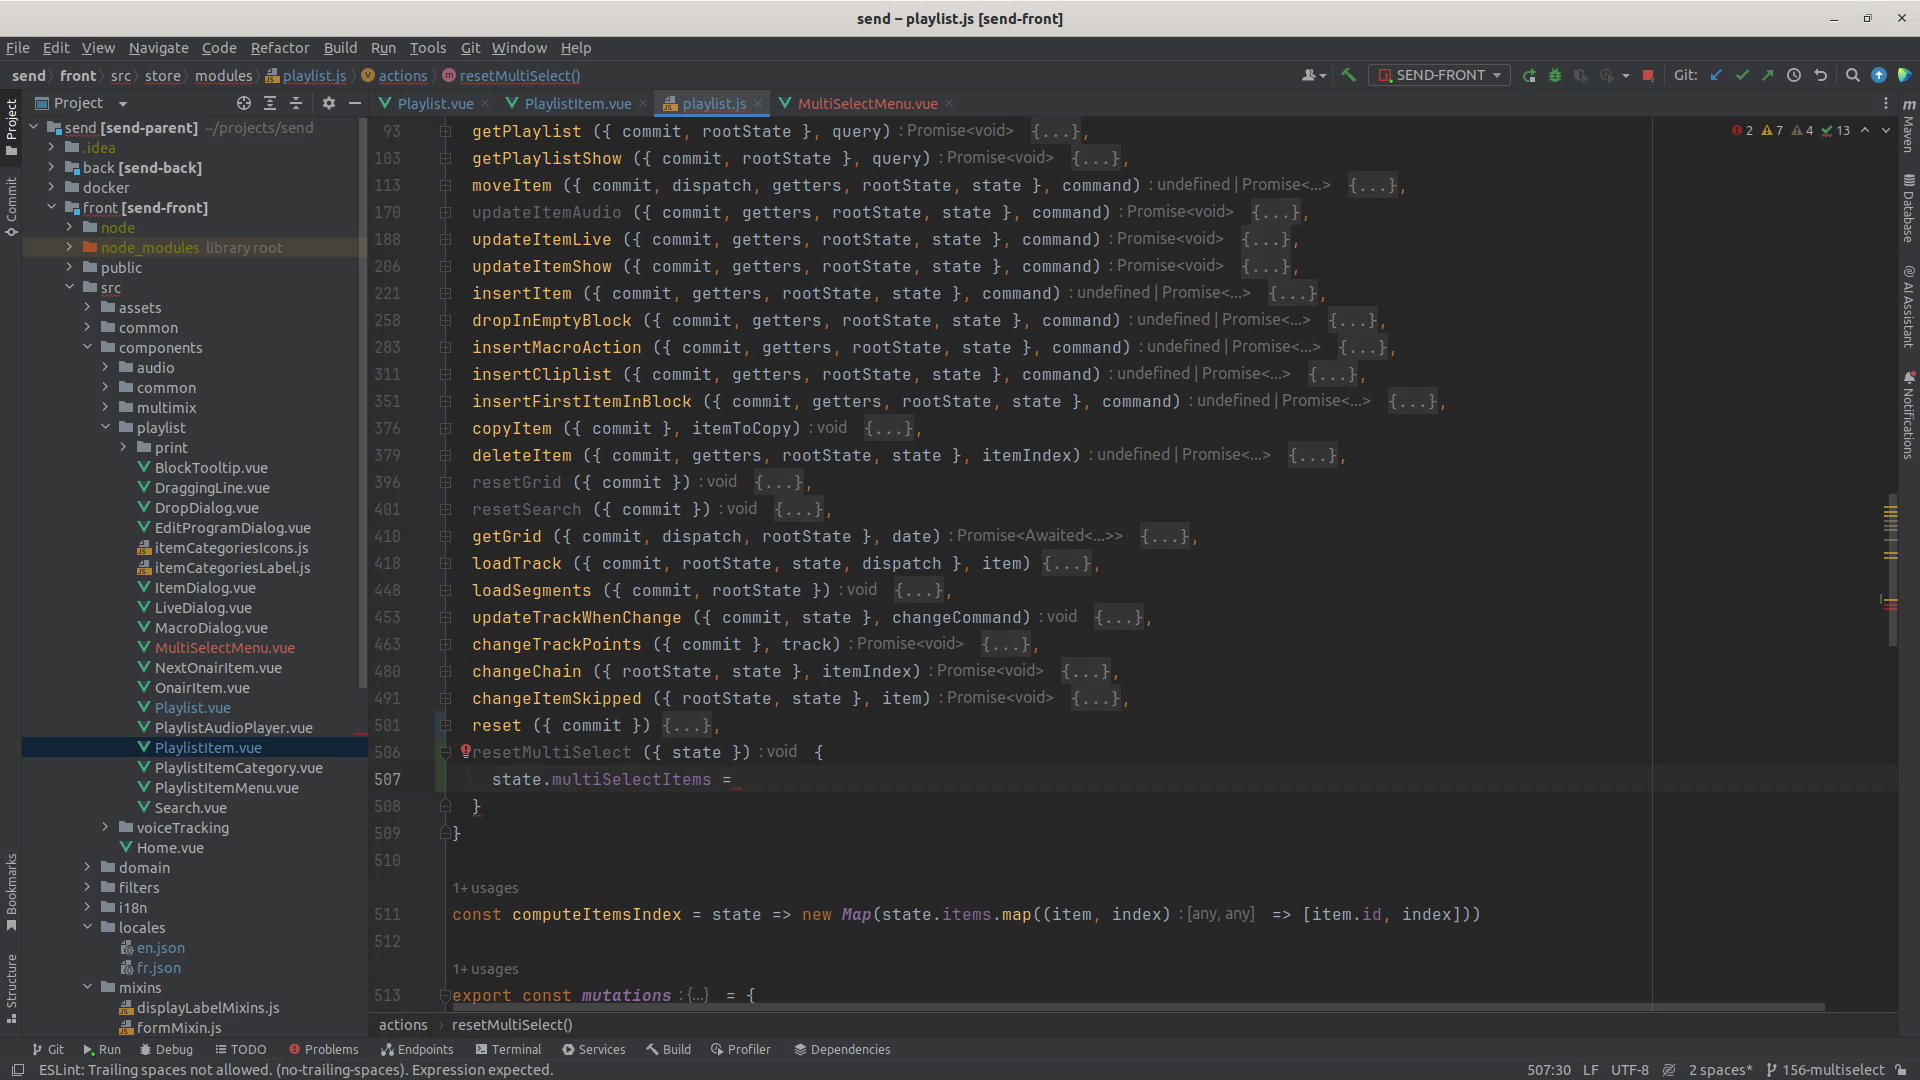 send – playlist.js [send-front]
File Edit View Navigate Code Refactor Build Run Tools Git Window Help
send front src store modules playlist.js actions resetMultiSelect()
SEND-FRONT
Git:
Project
Playlist.vue
PlaylistItem.vue
playlist.js
MultiSelectMenu.vue
Project
Commit
Bookmarks
Structure
send [send-parent] ~/projects/send
.idea
back [send-back]
docker
front [send-front]
node
node_modules library root
public
src
assets
common
components
audio
common
multimix
playlist
print
BlockTooltip.vue
DraggingLine.vue
DropDialog.vue
EditProgramDialog.vue
itemCategoriesIcons.js
itemCategoriesLabel.js
ItemDialog.vue
LiveDialog.vue
MacroDialog.vue
MultiSelectMenu.vue
NextOnairItem.vue
OnairItem.vue
Playlist.vue
PlaylistAudioPlayer.vue
PlaylistItem.vue
PlaylistItemCategory.vue
PlaylistItemMenu.vue
Search.vue
voiceTracking
Home.vue
domain
filters
i18n
locales
en.json
fr.json
mixins
displayLabelMixins.js
formMixin.js
2 7 4 13
93 getPlaylist ({ commit, rootState }, query) : Promise<void> {...},
103 getPlaylistShow ({ commit, rootState }, query) : Promise<void> {...},
113 moveItem ({ commit, dispatch, getters, rootState, state }, command) : undefined | Promise<...> {...},
170 updateItemAudio ({ commit, getters, rootState, state }, command) : Promise<void> {...},
188 updateItemLive ({ commit, getters, rootState, state }, command) : Promise<void> {...},
206 updateItemShow ({ commit, getters, rootState, state }, command) : Promise<void> {...},
221 insertItem ({ commit, getters, rootState, state }, command) : undefined | Promise<...> {...},
258 dropInEmptyBlock ({ commit, getters, rootState, state }, command) : undefined | Promise<...> {...},
283 insertMacroAction ({ commit, getters, rootState, state }, command) : undefined | Promise<...> {...},
311 insertCliplist ({ commit, getters, rootState, state }, command) : undefined | Promise<...> {...},
351 insertFirstItemInBlock ({ commit, getters, rootState, state }, command) : undefined | Promise<...> {...},
376 copyItem ({ commit }, itemToCopy) : void {...},
379 deleteItem ({ commit, getters, rootState, state }, itemIndex) : undefined | Promise<...> {...},
396 resetGrid ({ commit }) : void {...},
401 resetSearch ({ commit }) : void {...},
410 getGrid ({ commit, dispatch, rootState }, date) : Promise<Awaited<...>> {...},
418 loadTrack ({ commit, rootState, state, dispatch }, item) {...},
448 loadSegments ({ commit, rootState }) : void {...},
453 updateTrackWhenChange ({ commit, state }, changeCommand) : void {...},
463 changeTrackPoints ({ commit }, track) : Promise<void> {...},
480 changeChain ({ rootState, state }, itemIndex) : Promise<void> {...},
491 changeItemSkipped ({ rootState, state }, item) : Promise<void> {...},
501 reset ({ commit }) {...},
506 resetMultiSelect ({ state }) : void {
507 state.multiSelectItems =
508 }
509 }
510
1+ usages
511 const computeItemsIndex = state => new Map(state.items.map((item, index) : [any, any] => [item.id, index]))
512
1+ usages
513 export const mutations : {...} = {
actions resetMultiSelect()
m Maven
Database
AI Assistant
Notifications
Git Run Debug TODO Problems Endpoints Terminal Services Build Profiler Dependencies
ESLint: Trailing spaces not allowed. (no-trailing-spaces). Expression expected.
507:30 LF UTF-8 2 spaces* 156-multiselect